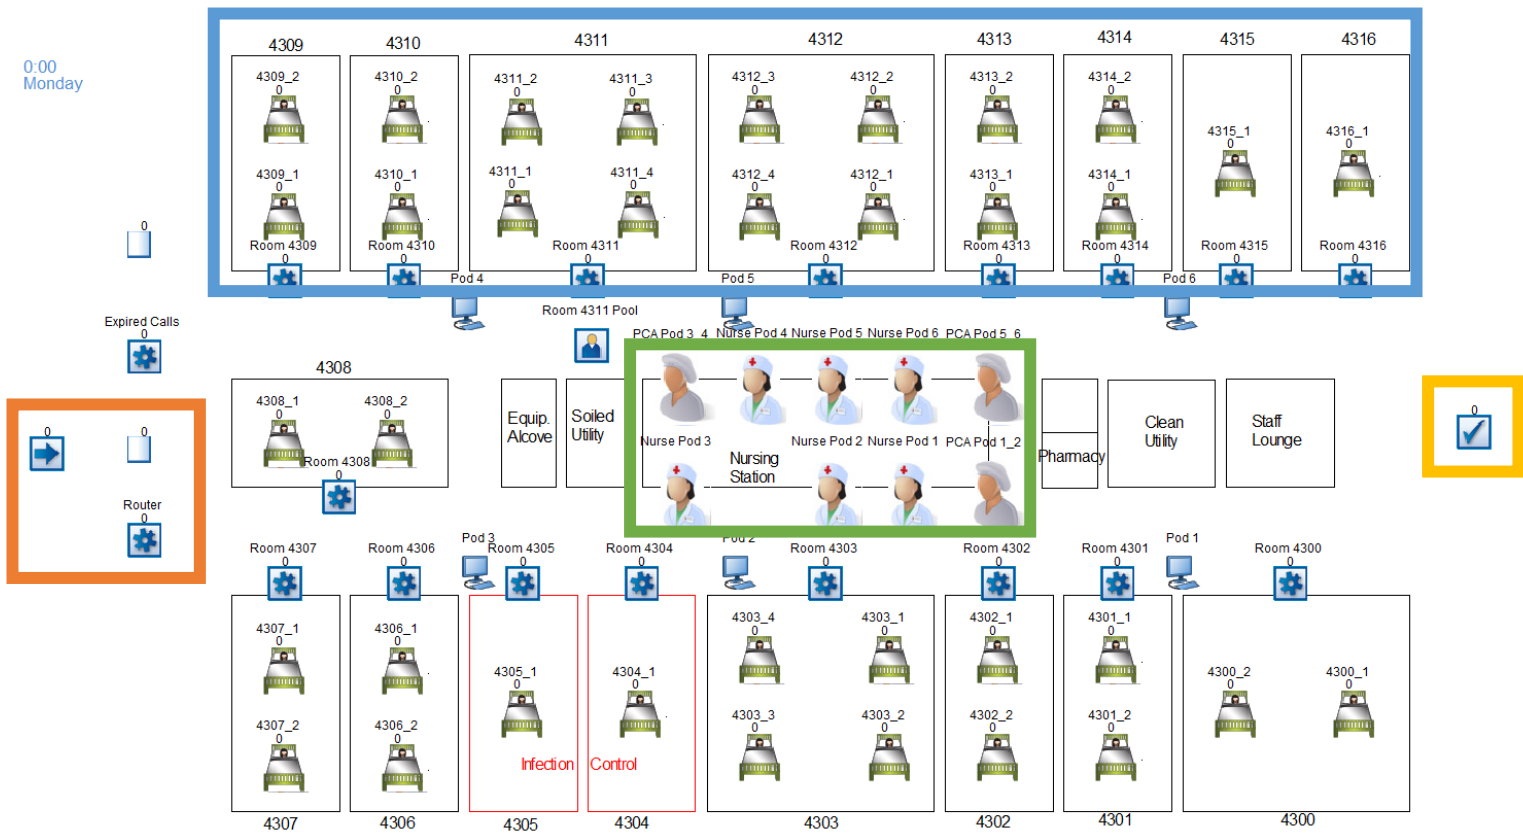 4309 4310 4311 4312 4313 4314 4315 4316
0:00
Monday
4309_2 4310_2 4311_2 4311_3 4312_3 4312_2 4313_2 4314_2
0 0 0 0 0 0 0 0
4315_1 4316_1
0 0
4309_1 4310_1 4311_1 4311_4 4312_4 4312_1 4313_1 4314_1
0 0 0 0 0 0 0 0
0
Room 4309 Room 4310 Room 4311 Room 4312 Room 4313 Room 4314 Room 4315 Room 4316
0 0 0 0 0 0 0 0
Pod 4 Pod 5 Pod 6
Room 4311 Pool
Expired Calls
0
PCA Pod 3_4 Nurse Pod 4 Nurse Pod 5 Nurse Pod 6 PCA Pod 5_6
4308
4308_1 4308_2
0 0
0 0 0
Equip.
Alcove
Soiled
Utility
Clean
Utility
Staff
Lounge
Nurse Pod 3 Nurse Pod 2 Nurse Pod 1 PCA Pod 1_2
Pharmacy
Nursing
Station
Room 4308
0
Router
0
Pod 3 Pod 2 Pod 1
Room 4307 Room 4306 Room 4305 Room 4304 Room 4303 Room 4302 Room 4301 Room 4300
0 0 0 0 0 0 0 0
4307_1 4306_1 4303_4 4303_1 4302_1 4301_1
0 0 0 0 0 0
4305_1 4304_1 4300_2 4300_1
0 0 0 0
4307_2 4306_2 4303_3 4303_2 4302_2 4301_2
0 0 0 0 0 0
Infection Control
4307 4306 4305 4304 4303 4302 4301 4300